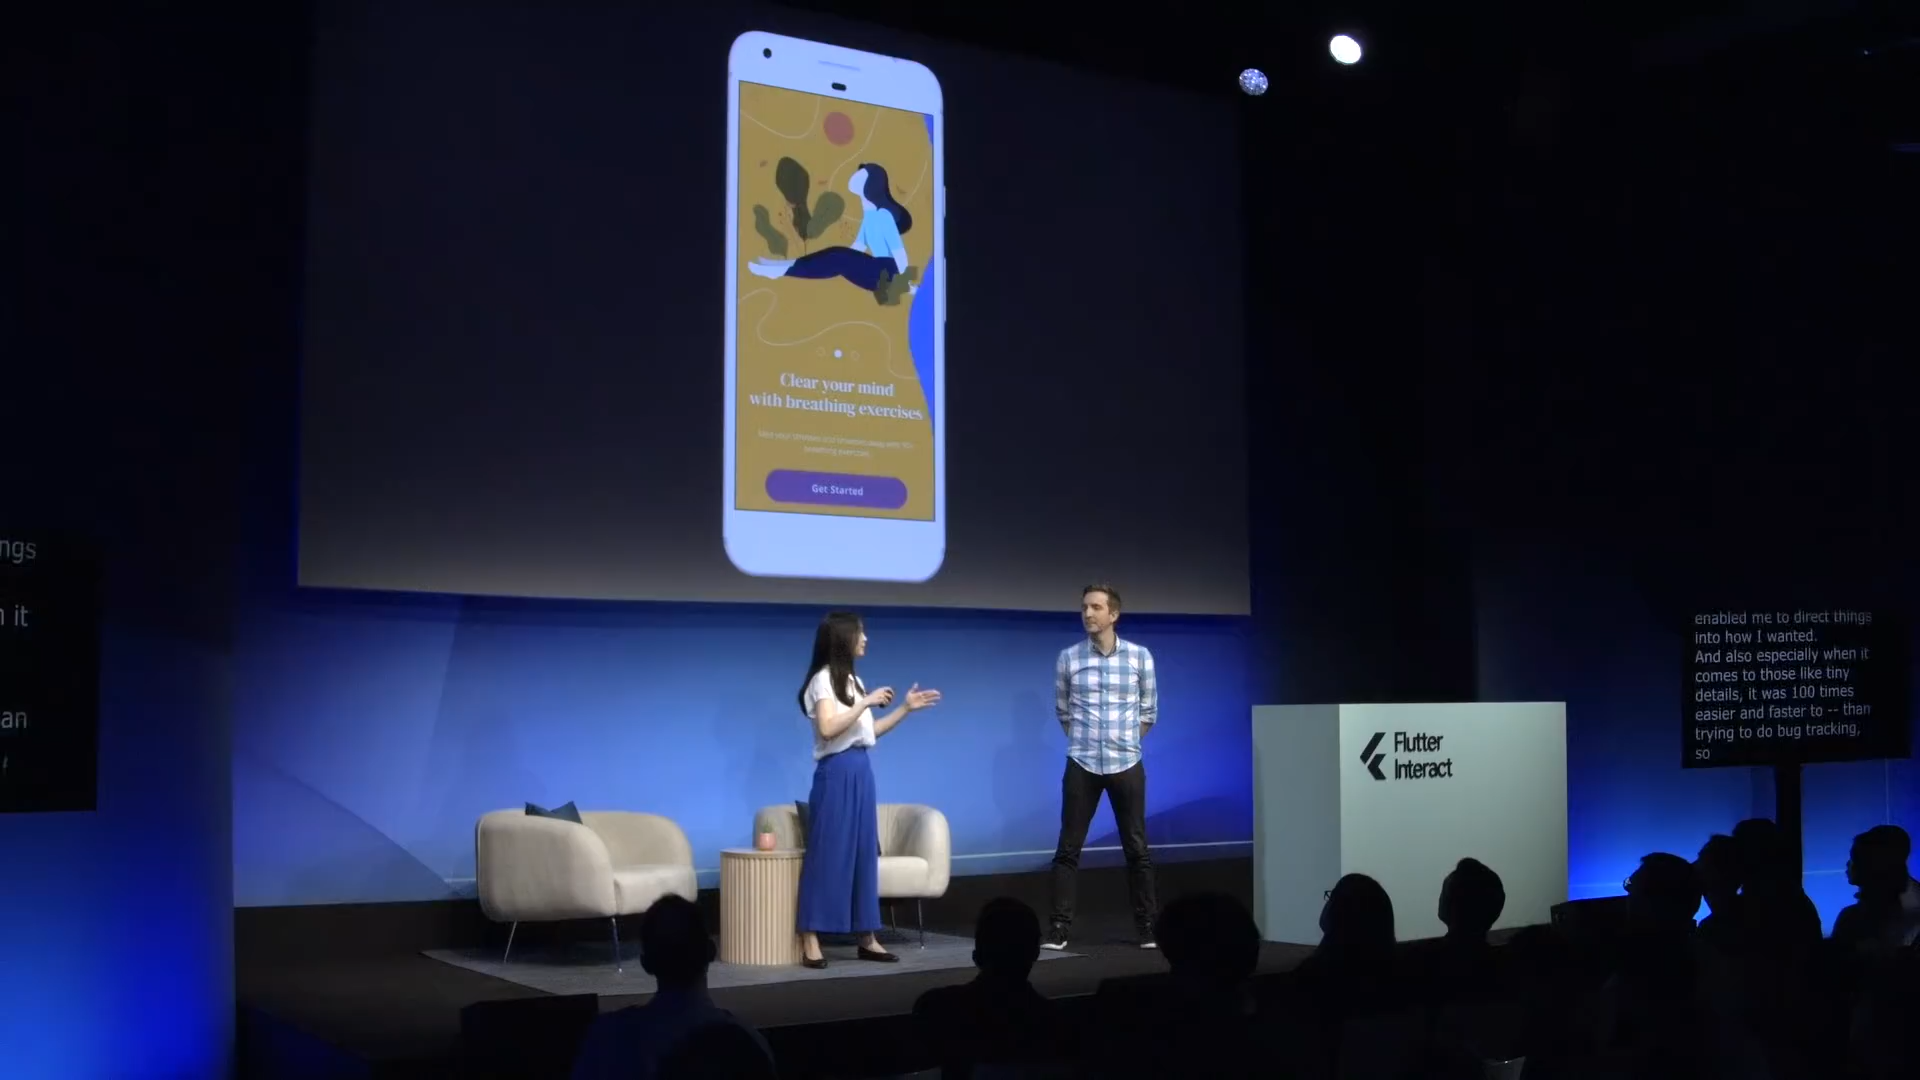 Clear your mind
with breathing exercises
breathing exercises
Get Started
ngs
it
an
Flutter
Interact
enabled me to direct things
into how I wanted.
And also especially when it
comes to those like tiny
details, it was 100 times
easier and faster to -- than
trying to do bug tracking,
so